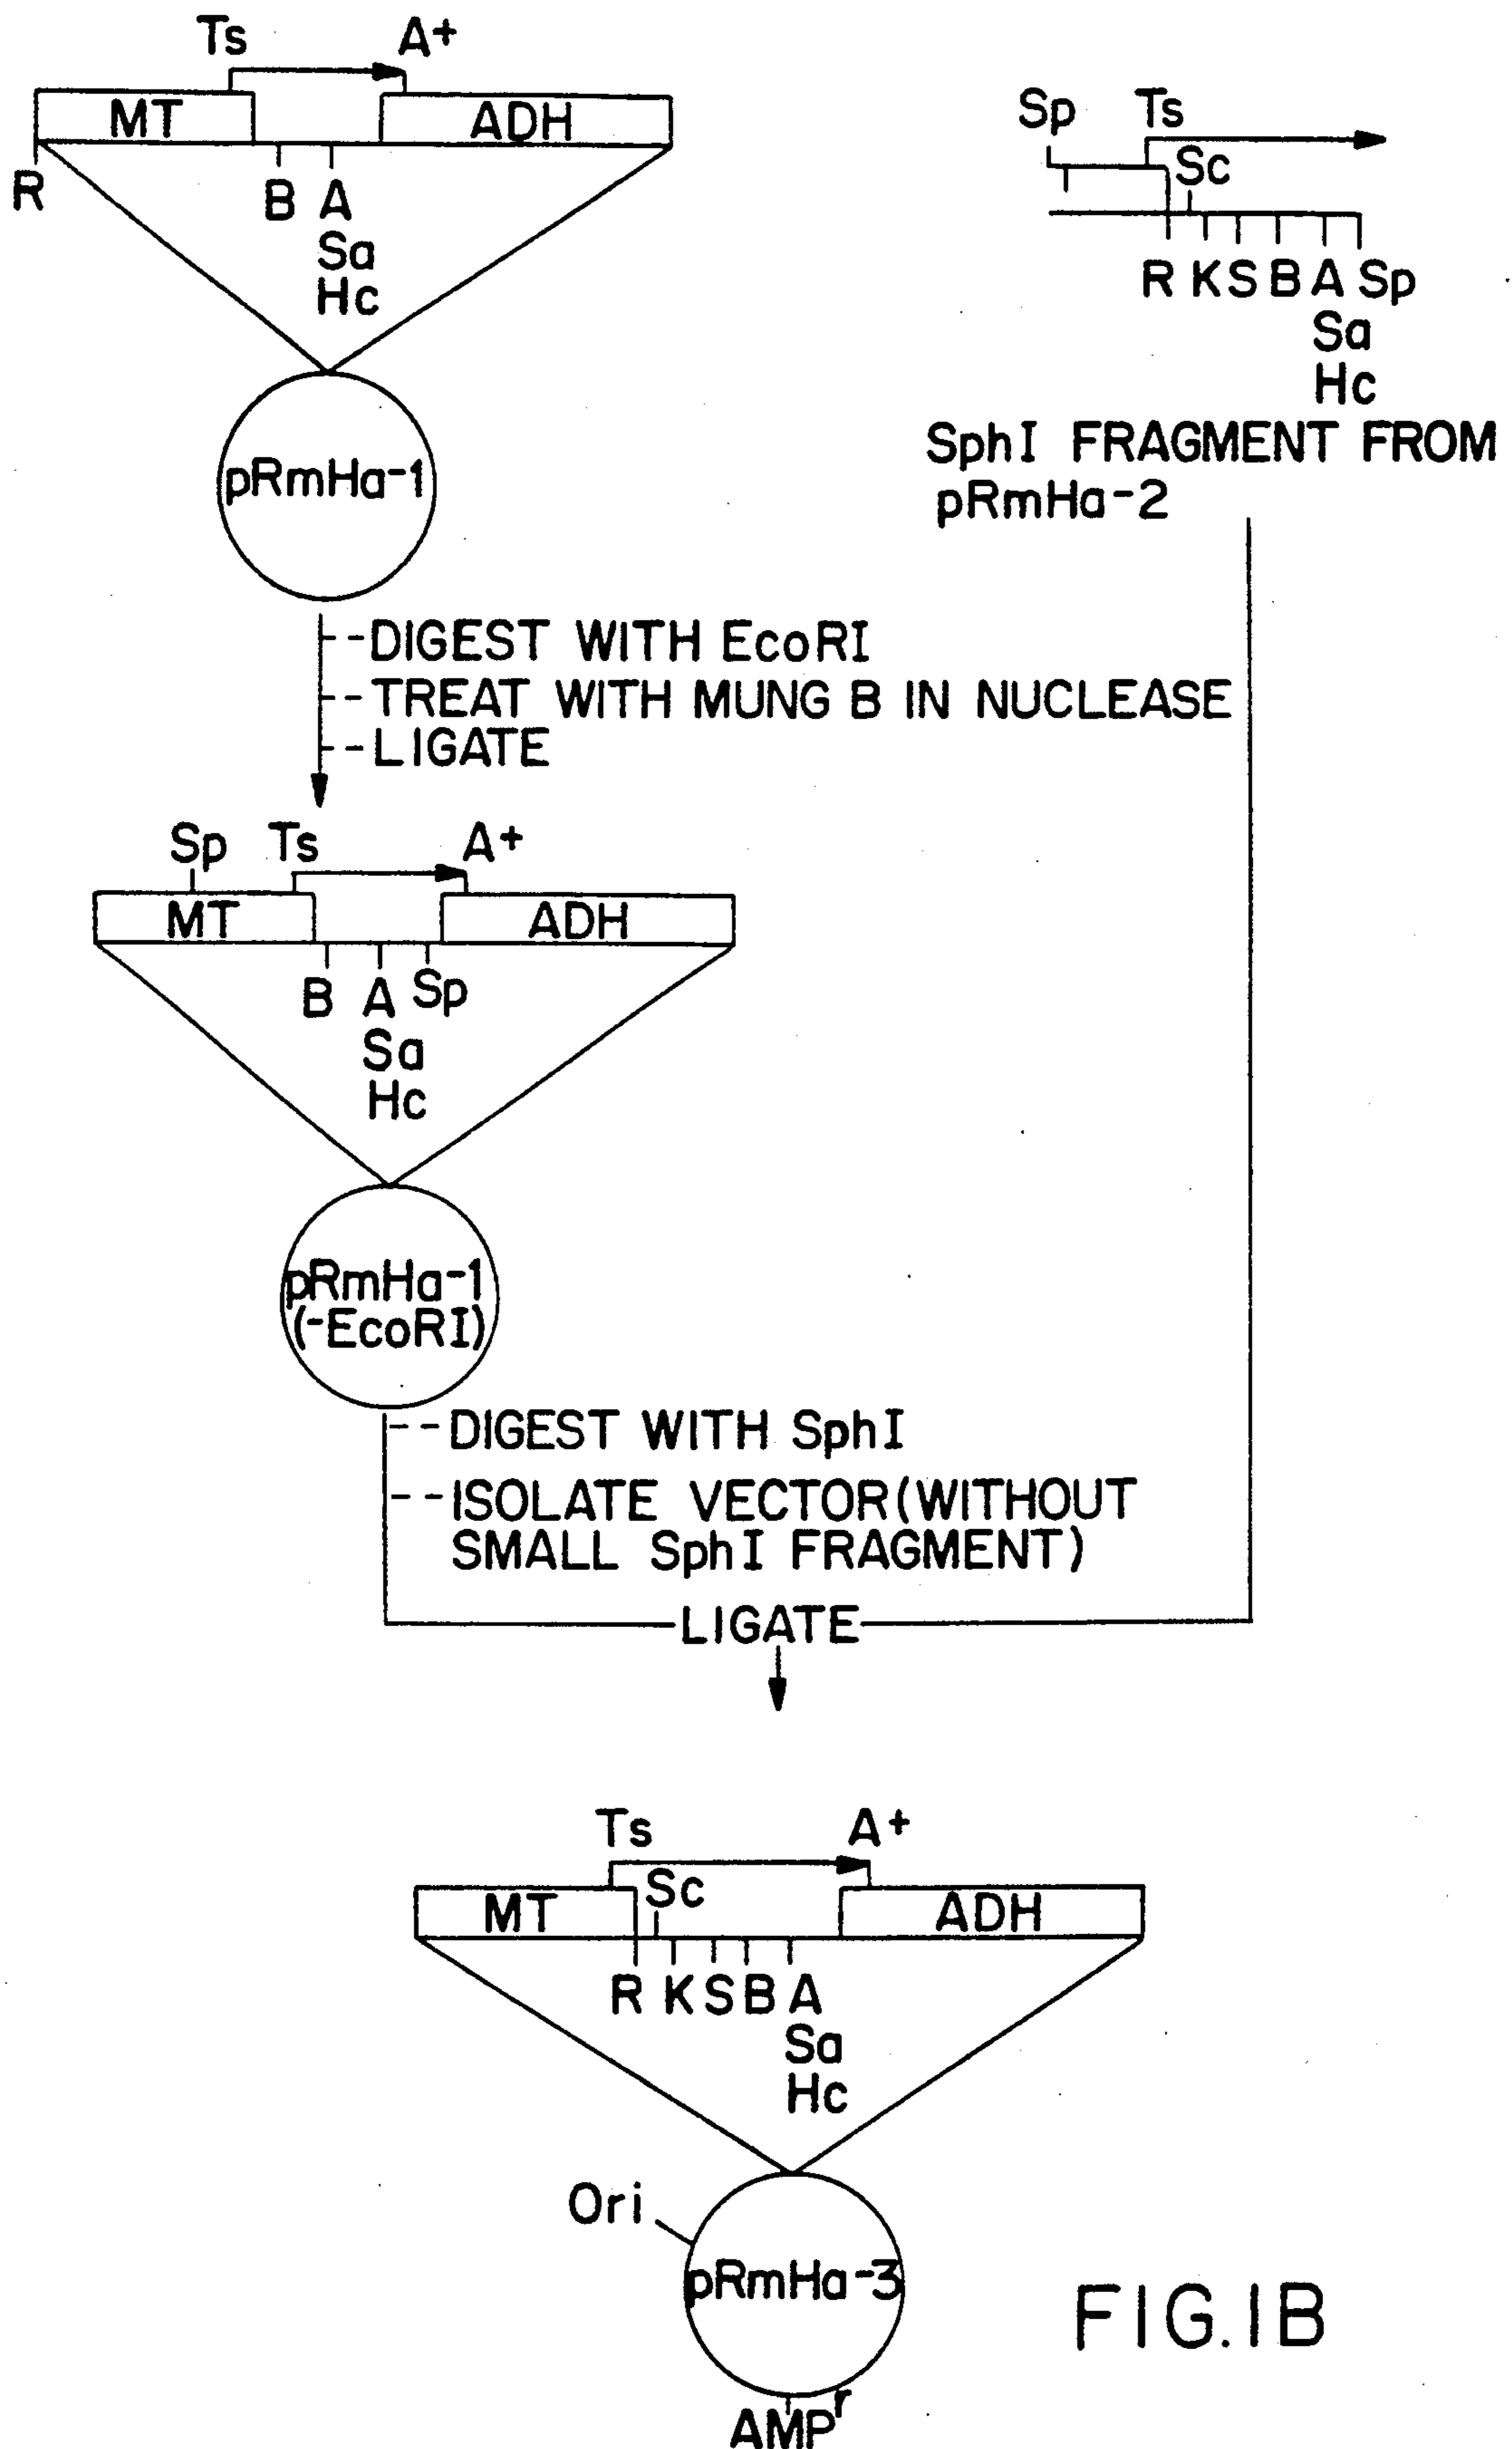 Ts A+
MT ADH
R B A
Sa
Hc
pRmHa-1
Sp Ts
Sc
R K S B A Sp
Sa
Hc
SphI FRAGMENT FROM
pRmHa-2
--DIGEST WITH EcoRI
--TREAT WITH MUNG B IN NUCLEASE
--LIGATE
Sp Ts A+
MT ADH
B A Sp
Sa
Hc
pRmHa-1
(-EcoRI)
--DIGEST WITH SphI
--ISOLATE VECTOR(WITHOUT
SMALL SphI FRAGMENT)
LIGATE
Ts A+
Sc
MT ADH
R K S B A
Sa
Hc
Ori
pRmHa-3
AMPr
FIG.1B